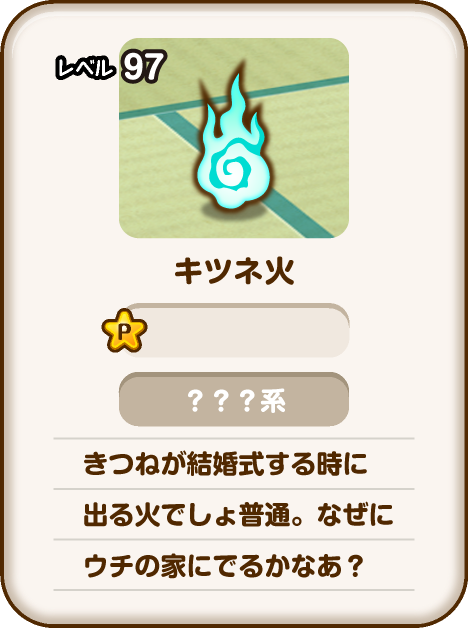 レベル 97
キツネ火
P
？？？系
きつねが結婚式する時に
出る火でしょ普通。なぜに
ウチの家にでるかなあ？